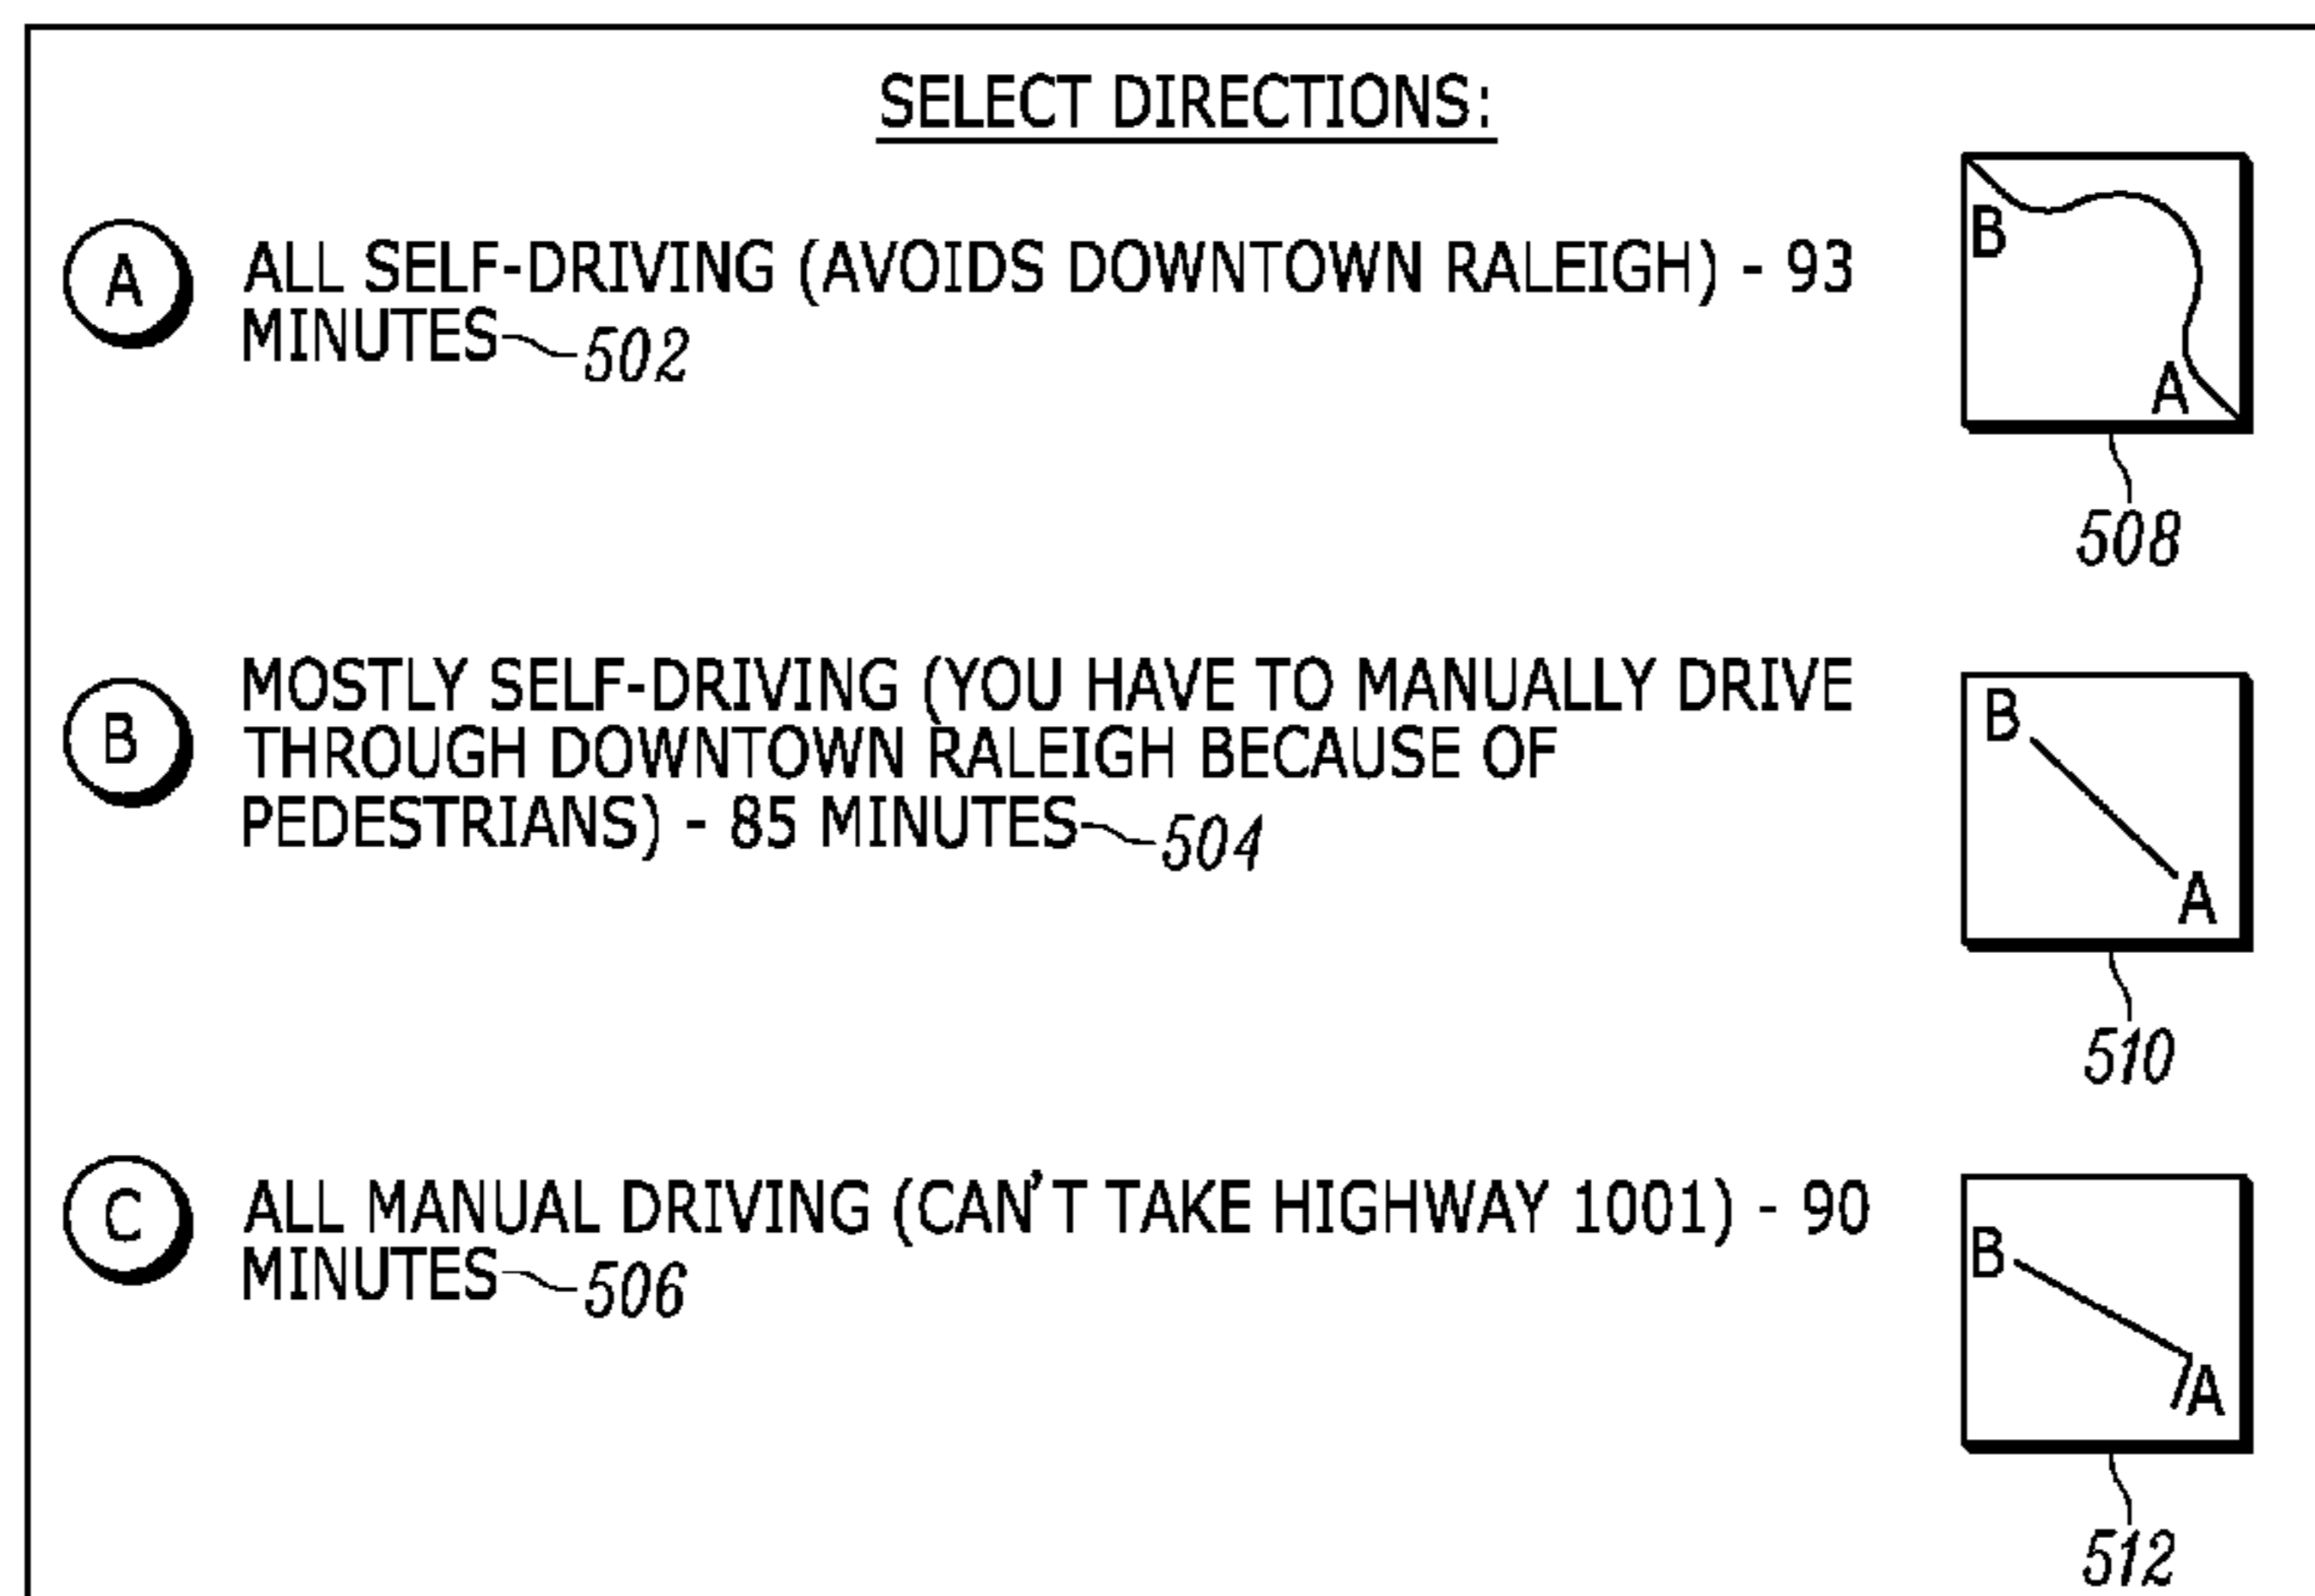 SELECT DIRECTIONS:
A
ALL SELF-DRIVING (AVOIDS DOWNTOWN RALEIGH) - 93
MINUTES 502
B
A
508
B
MOSTLY SELF-DRIVING (YOU HAVE TO MANUALLY DRIVE
THROUGH DOWNTOWN RALEIGH BECAUSE OF
PEDESTRIANS) - 85 MINUTES 504
B
A
510
C
ALL MANUAL DRIVING (CAN'T TAKE HIGHWAY 1001) - 90
MINUTES 506
B
A
512